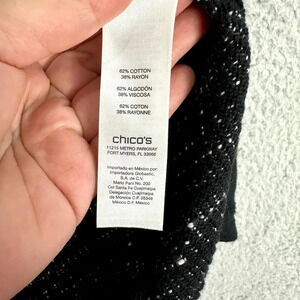 62% COTTON
38% RAYON
62% ALGODÓN
38% VISCOSA
62% COTON
38% RAYONNE
chico's
11215 METRO PARKWAY
FORT MYERS, FL 33966
Importado en México por:
Importadora Globastic,
S.A. de C.V.
Mario Pani No. 200
Col Santa Fe Cuajimalpa
Delegación Cuajimalpa
de Morelos C.P. 05348
México D.F. México